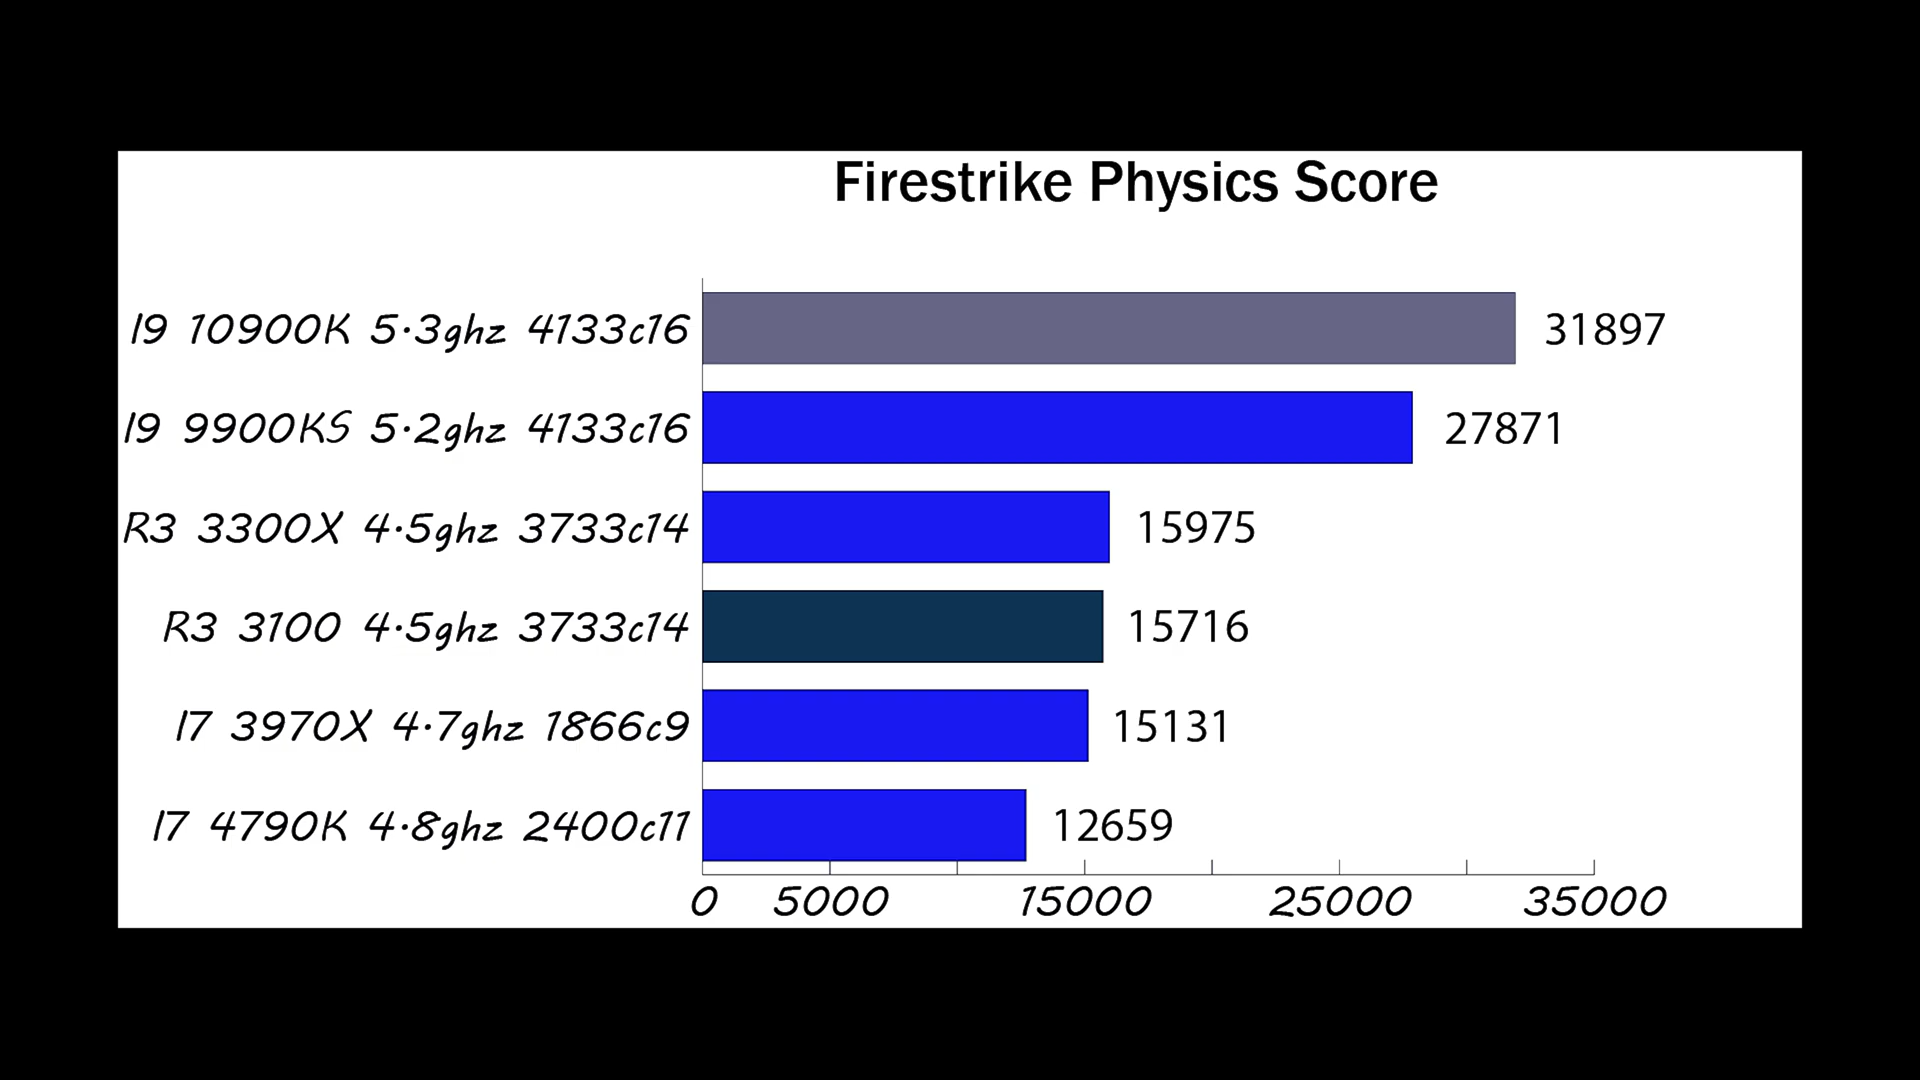 Firestrike Physics Score
I9 10900K 5.3ghz 4133c16 31897
I9 9900KS 5.2ghz 4133c16 27871
R3 3300X 4.5ghz 3733c14 15975
R3 3100 4.5ghz 3733c14 15716
I7 3970X 4.7ghz 1866c9 15131
I7 4790K 4.8ghz 2400c11 12659
0 5000 15000 25000 35000